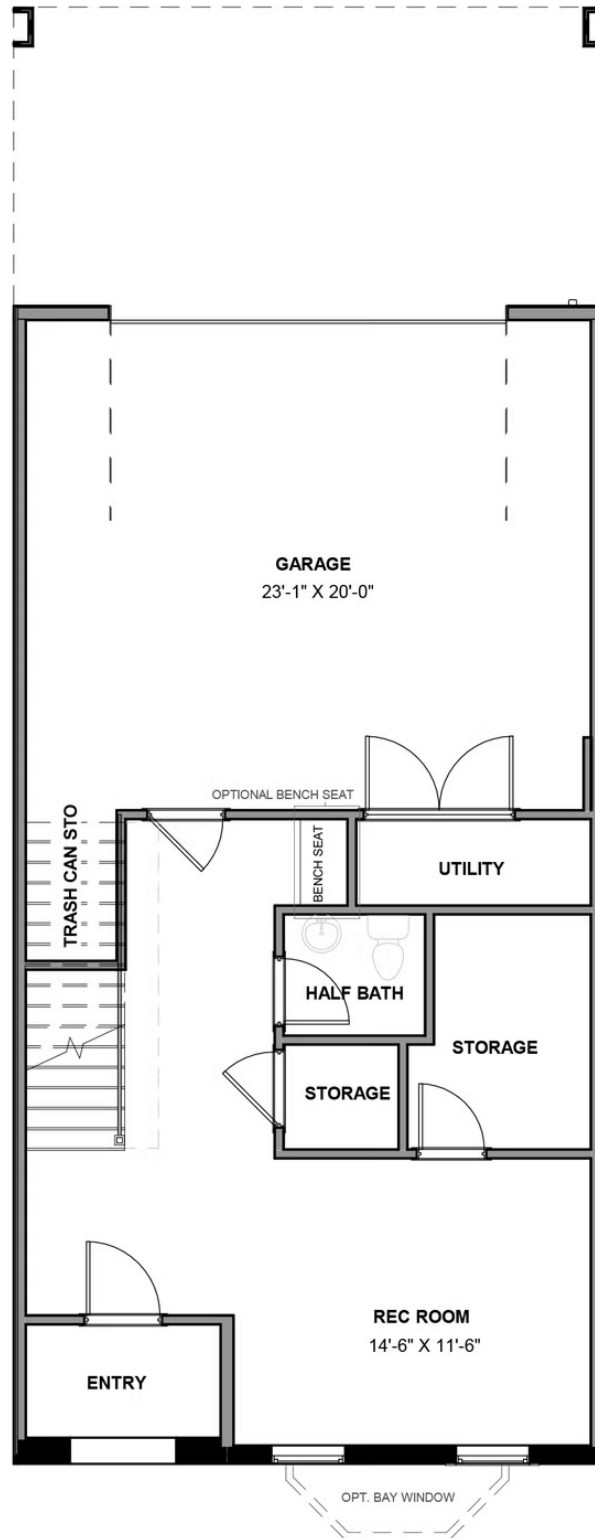 GARAGE
23'-1" X 20'-0"
OPTIONAL BENCH SEAT
TRASH CAN STO
BENCH SEAT
UTILITY
HALF BATH
STORAGE
STORAGE
REC ROOM
14'-6" X 11'-6"
ENTRY
OPT. BAY WINDOW